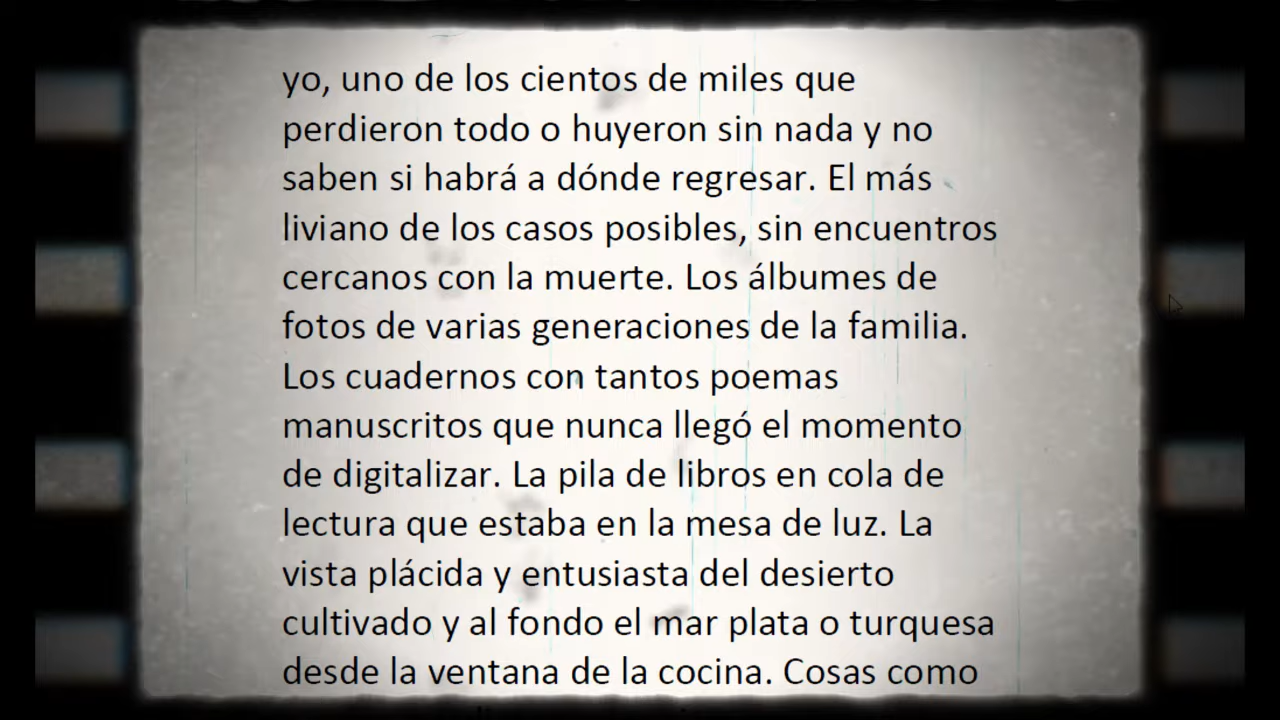 yo, uno de los cientos de miles que
perdieron todo o huyeron sin nada y no
saben si habrá a dónde regresar. El más
liviano de los casos posibles, sin encuentros
cercanos con la muerte. Los álbumes de
fotos de varias generaciones de la familia.
Los cuadernos con tantos poemas
manuscritos que nunca llegó el momento
de digitalizar. La pila de libros en cola de
lectura que estaba en la mesa de luz. La
vista plácida y entusiasta del desierto
cultivado y al fondo el mar plata o turquesa
desde la ventana de la cocina. Cosas como